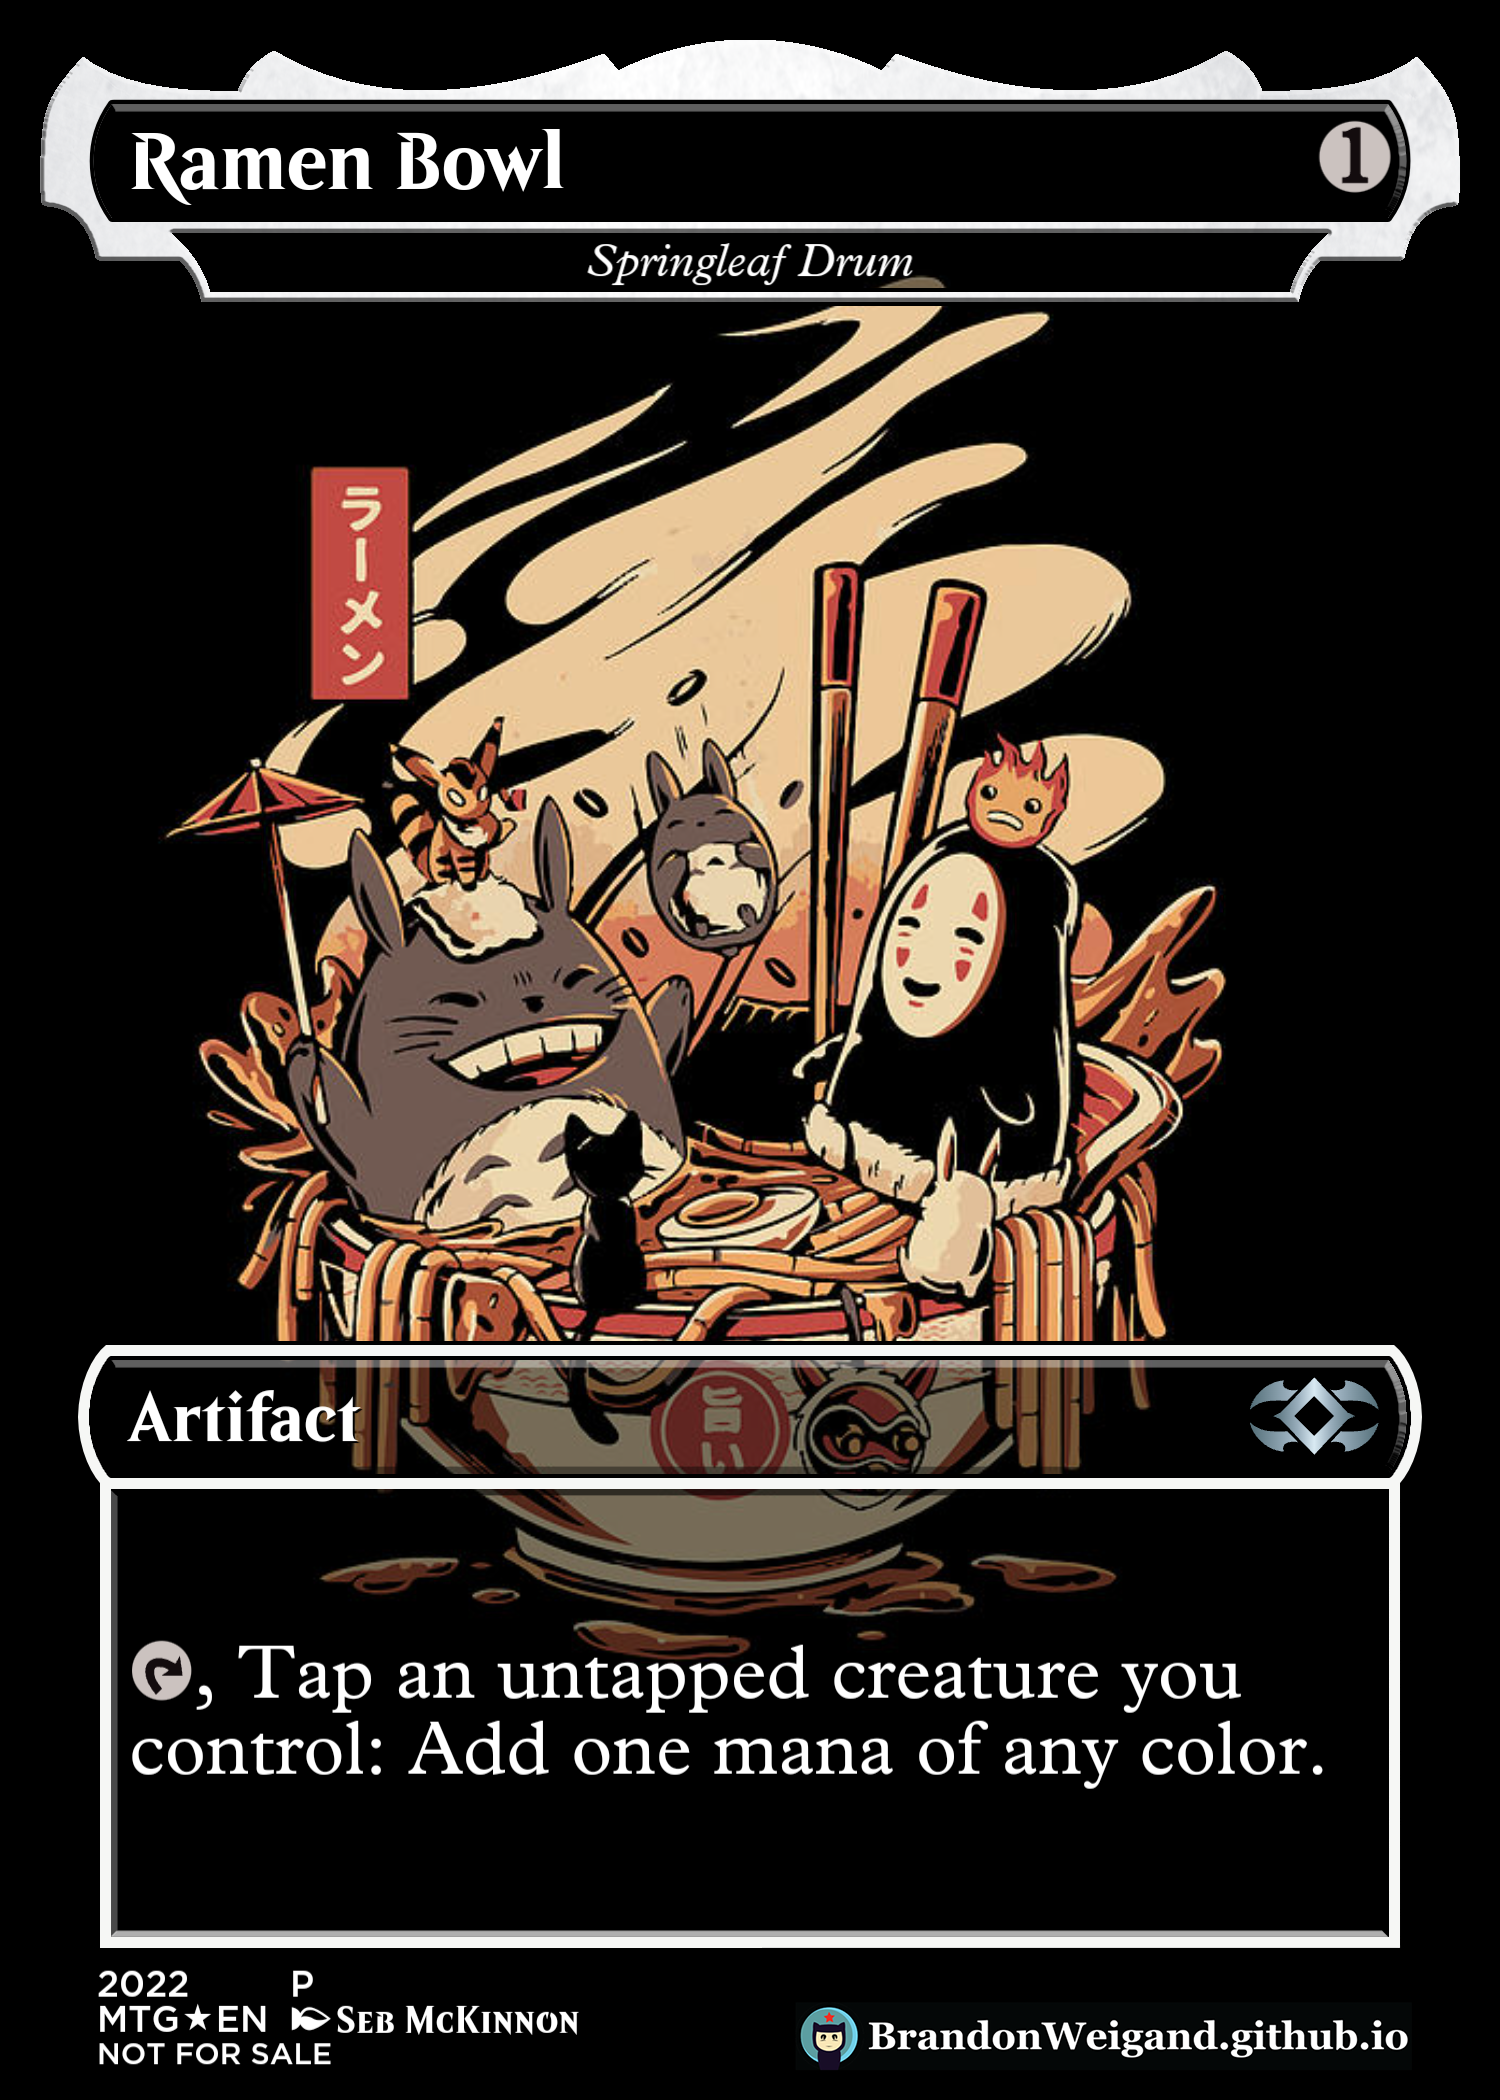 Ramen Bowl 1
Springleaf Drum
ラーメン
Artifact
旨い
, Tap an untapped creature you
control: Add one mana of any color.
2022 P
MTG★EN Seb McKinnon
NOT FOR SALE
BrandonWeigand.github.io